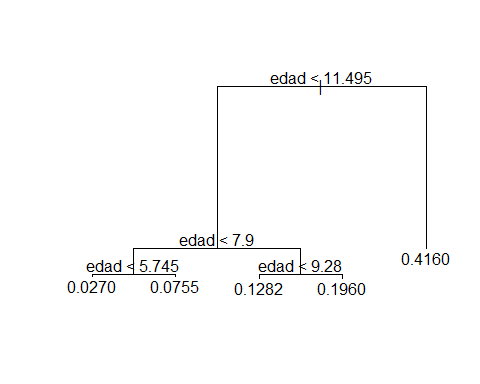 edad < 11.495
edad < 7.9
0.4160
edad < 5.745
edad < 9.28
0.0270
0.0755
0.1282
0.1960